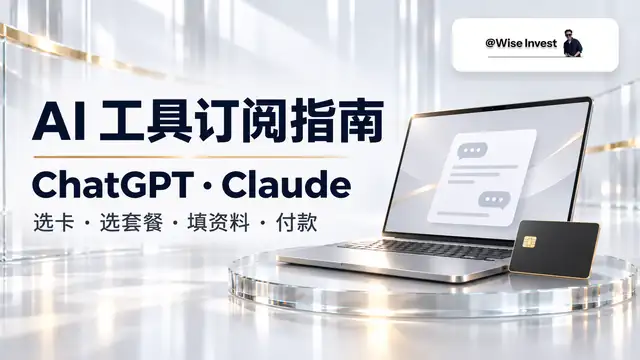 @Wise Invest
AI 工具订阅指南
ChatGPT · Claude
选卡 · 选套餐 · 填资料 · 付款